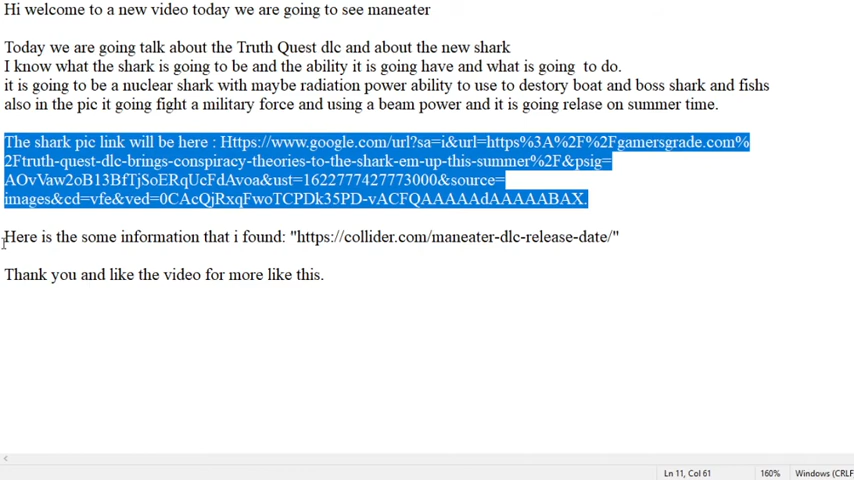 Hi welcome to a new video today we are going to see maneater
Today we are going talk about the Truth Quest dlc and about the new shark
I know what the shark is going to be and the ability it is going have and what is going  to do.
it is going to be a nuclear shark with maybe radiation power ability to use to destory boat and boss shark and fishs
also in the pic it going fight a military force and using a beam power and it is going relase on summer time.
The shark pic link will be here : Https://www.google.com/url?sa=i&url=https%3A%2F%2Fgamersgrade.com%
2Ftruth-quest-dlc-brings-conspiracy-theories-to-the-shark-em-up-this-summer%2F&psig=
AOvVaw2oB13BfTjSoERqUcFdAvoa&ust=1622777427773000&source=
images&cd=vfe&ved=0CAcQjRxqFwoTCPDk35PD-vACFQAAAAAdAAAAABAX.
Here is the some information that i found: "https://collider.com/maneater-dlc-release-date/"
Thank you and like the video for more like this.
Ln 11, Col 61 160% Windows (CRLF